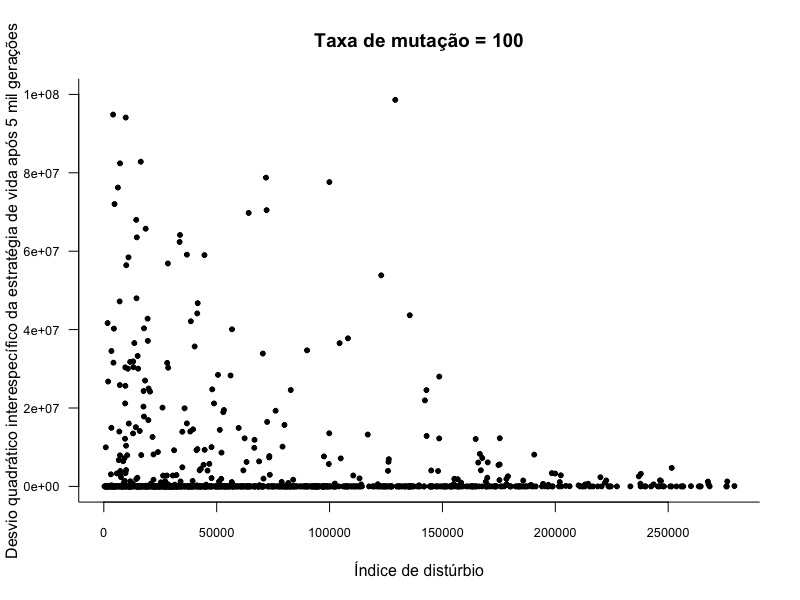 Taxa de mutação = 100
Desvio quadrático interespecífico da estratégia de vida após 5 mil gerações
1e+08
8e+07
6e+07
4e+07
2e+07
0e+00
0 50000 100000 150000 200000 250000
Índice de distúrbio